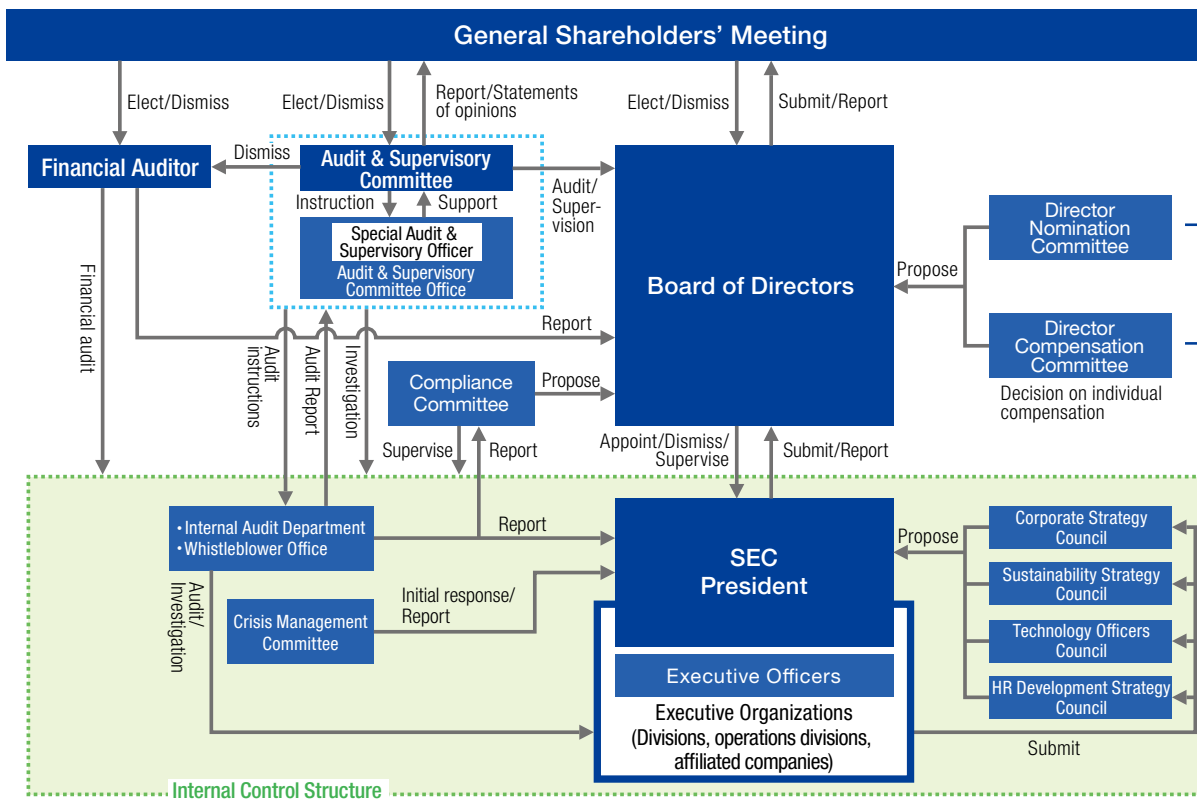 General Shareholders’ Meeting
Elect/Dismiss
Elect/Dismiss
Report/Statements
of opinions
Elect/Dismiss
Submit/Report
Financial Auditor
Dismiss
Audit & Supervisory
Committee
Instruction
Support
Special Audit &
Supervisory Officer
Audit & Supervisory
Committee Office
Audit/
Super-
vision
Board of Directors
Propose
Director
Nomination
Committee
Director
Compensation
Committee
Decision on individual
compensation
Financial audit
Report
Audit
instructions
Audit Report
Investigation
Compliance
Committee
Propose
Supervise
Report
Appoint/Dismiss/
Supervise
Submit/Report
• Internal Audit Department
• Whistleblower Office
Report
SEC
President
Propose
Corporate Strategy
Council
Sustainability Strategy
Council
Technology Officers
Council
HR Development Strategy
Council
Audit/
Investigation
Crisis Management
Committee
Initial response/
Report
Executive Officers
Executive Organizations
(Divisions, operations divisions,
affiliated companies)
Submit
Internal Control Structure